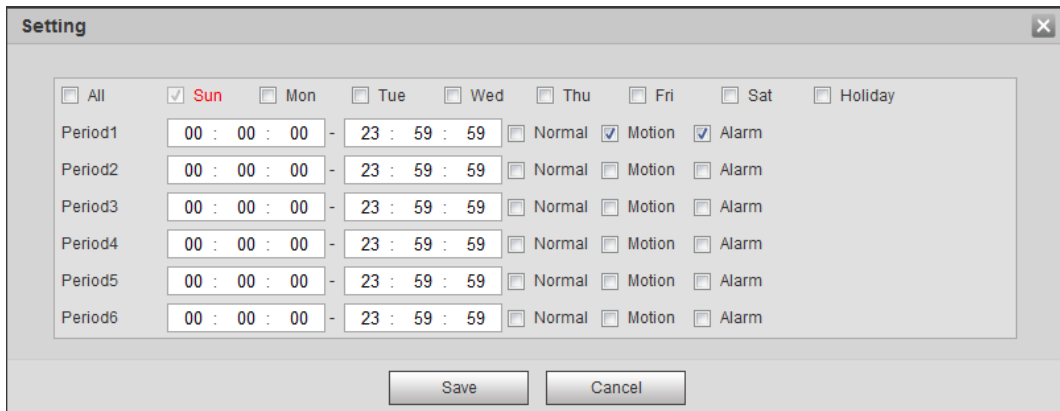 Setting
All Sun Mon Tue Wed Thu Fri Sat Holiday
Period1 00 : 00 : 00 - 23 : 59 : 59 Normal Motion Alarm
Period2 00 : 00 : 00 - 23 : 59 : 59 Normal Motion Alarm
Period3 00 : 00 : 00 - 23 : 59 : 59 Normal Motion Alarm
Period4 00 : 00 : 00 - 23 : 59 : 59 Normal Motion Alarm
Period5 00 : 00 : 00 - 23 : 59 : 59 Normal Motion Alarm
Period6 00 : 00 : 00 - 23 : 59 : 59 Normal Motion Alarm
Save Cancel